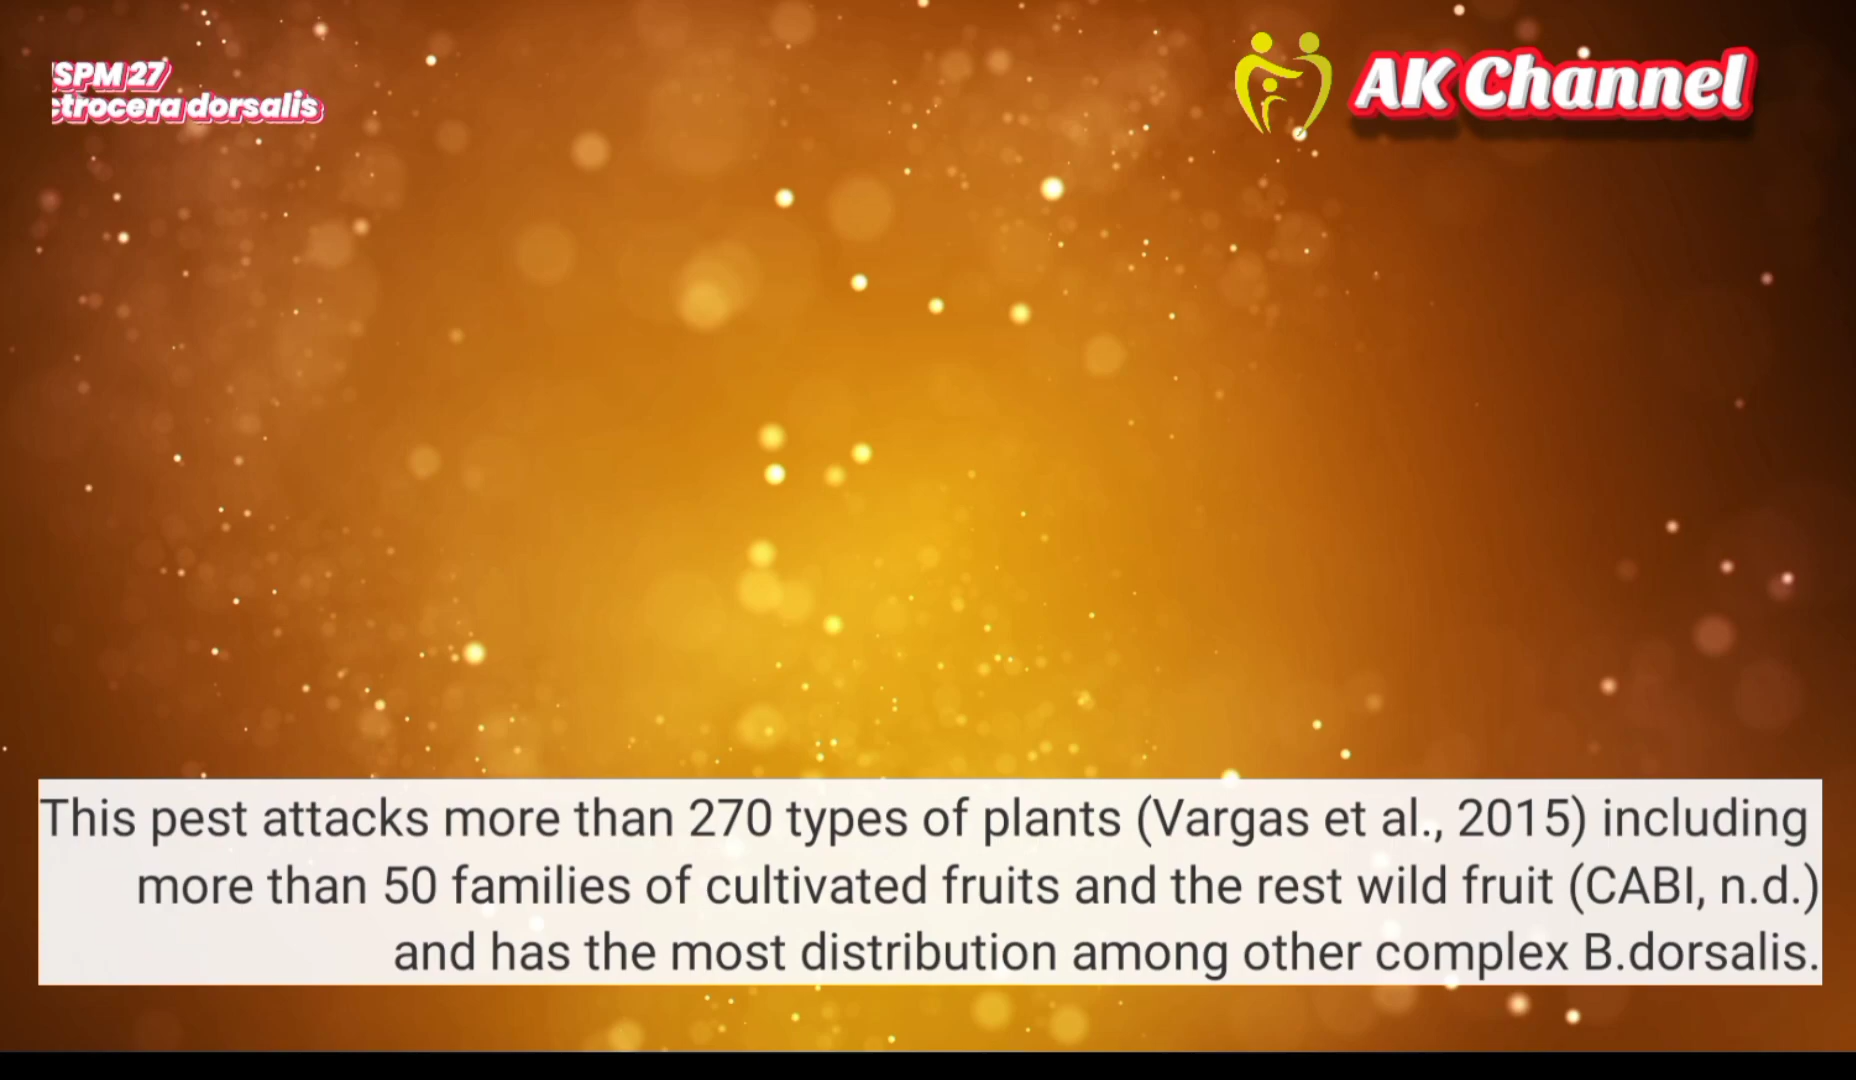 SPM 27
ctrocera dorsalis
AK Channel
This pest attacks more than 270 types of plants (Vargas et al., 2015) including
more than 50 families of cultivated fruits and the rest wild fruit (CABI, n.d.)
and has the most distribution among other complex B.dorsalis.